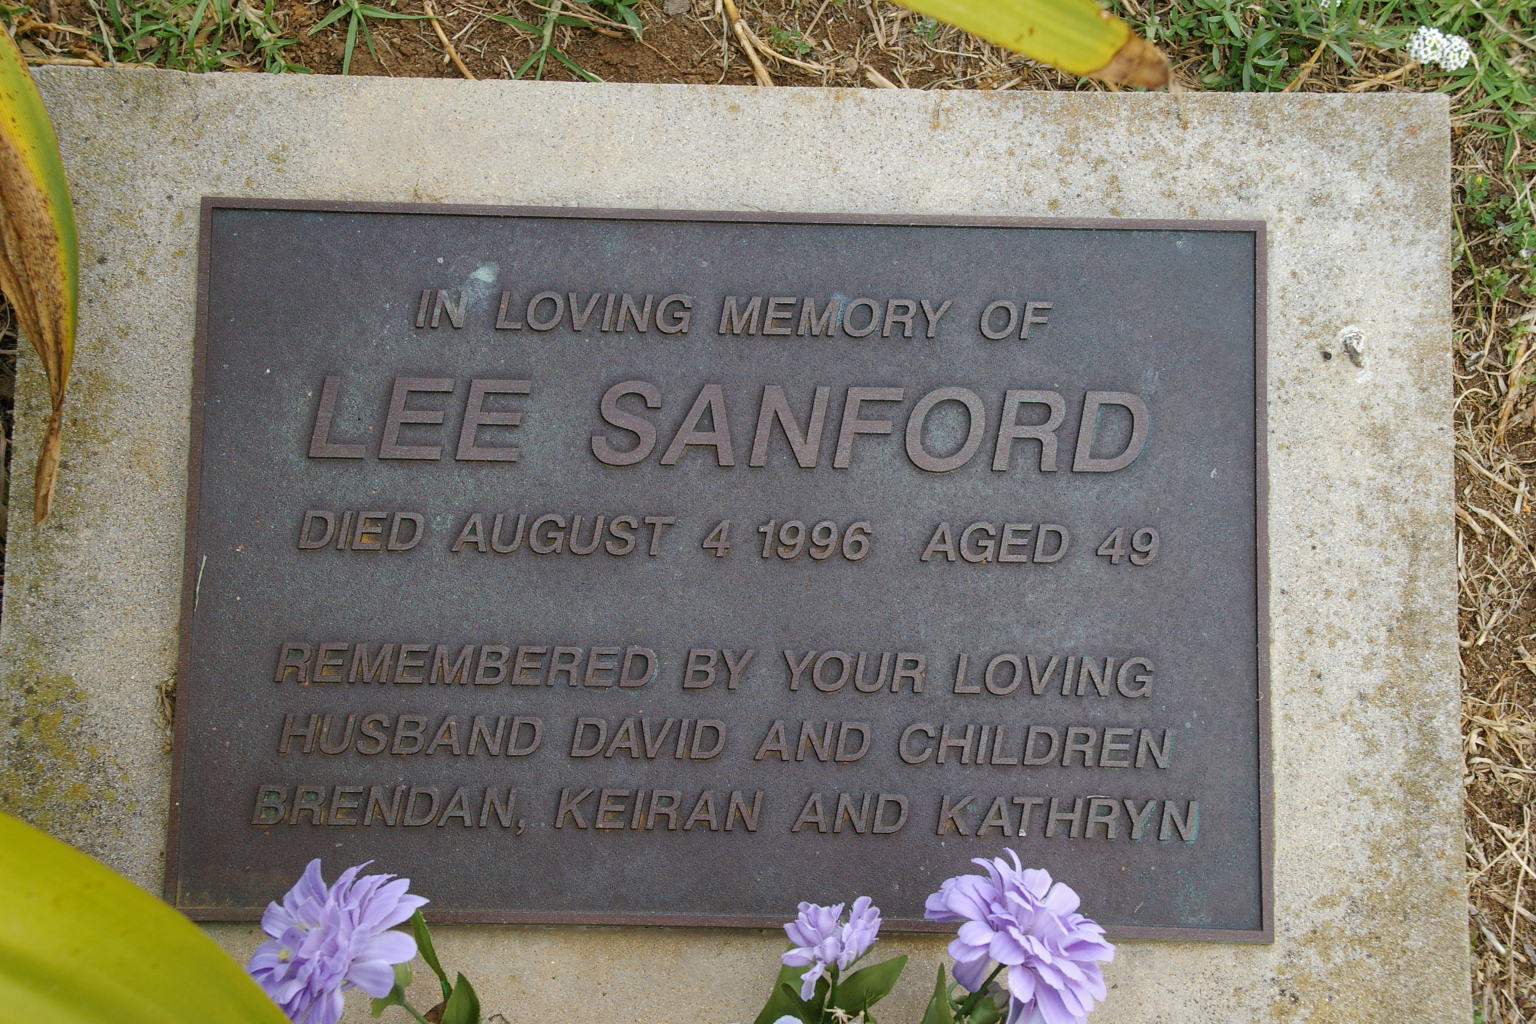 IN LOVING MEMORY OF
LEE SANFORD
DIED AUGUST 4 1996 AGED 49
REMEMBERED BY YOUR LOVING
HUSBAND DAVID AND CHILDREN
BRENDAN, KEIRAN AND KATHRYN